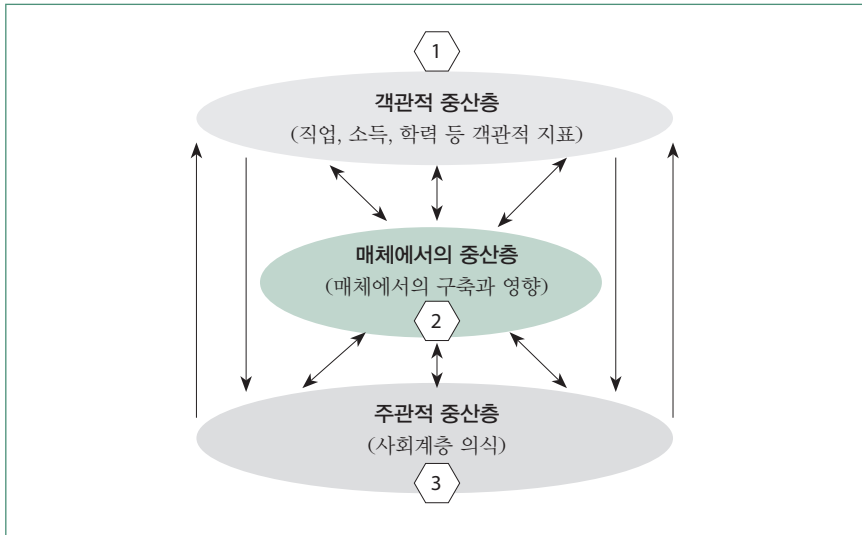 1
객관적 중산층
(직업, 소득, 학력 등 객관적 지표)
매체에서의 중산층
(매체에서의 구축과 영향)
2
주관적 중산층
(사회계층 의식)
3